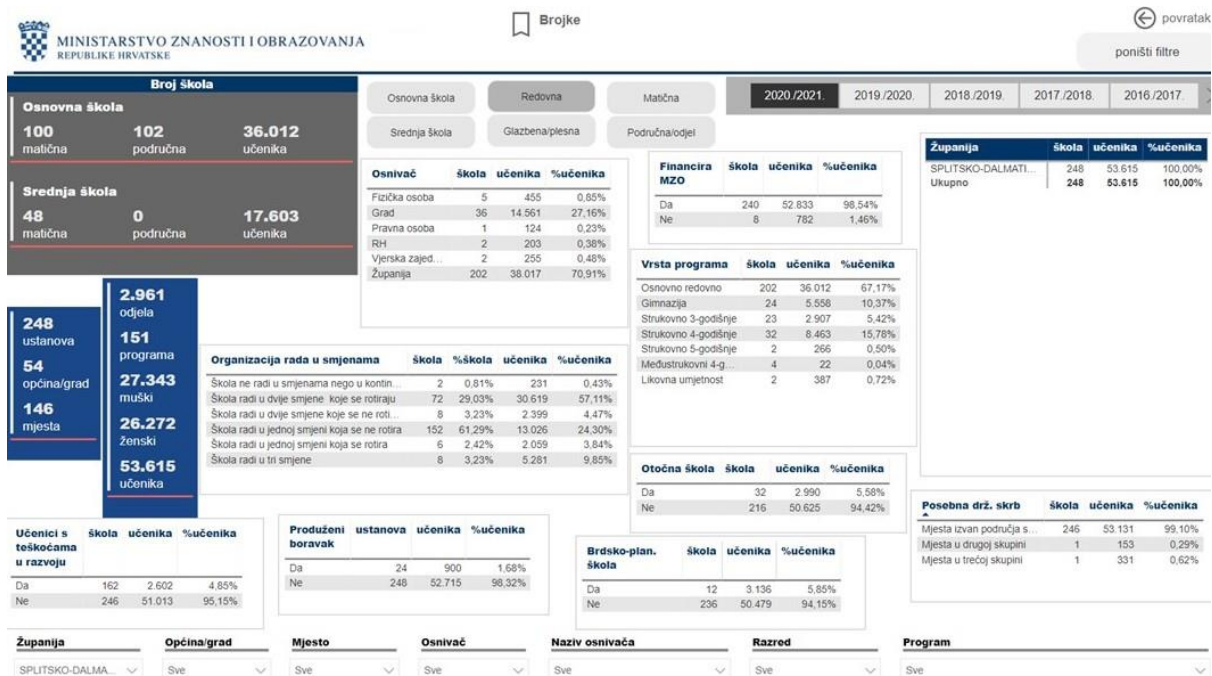 MINISTARSTVO ZNANOSTI I OBRAZOVANJA
REPUBLIKE HRVATSKE
Brojke
povratak
poništi filtre
Broj škola
Osnovna škola
100 102 36.012
matična područna učenika
Srednja škola
48 0 17.603
matična područna učenika
Osnovna škola Redovna Matična
Srednja škola Glazbena/plesna Područna/odjel
2020./2021. 2019./2020. 2018./2019. 2017./2018. 2016./2017.
Osnivač škola učenika %učenika
Fizička osoba 5 455 0,85%
Grad 36 14.561 27,16%
Pravna osoba 1 124 0,23%
RH 2 203 0,38%
Vjerska zajed... 2 255 0,48%
Županija 202 38.017 70,91%
Financira škola učenika %učenika
MZO
Da 240 52.833 98,54%
Ne 8 782 1,46%
Županija škola učenika %učenika
SPLITSKO-DALMATI... 248 53.615 100,00%
Ukupno 248 53.615 100,00%
Vrsta programa škola učenika %učenika
Osnovno redovno 202 36.012 67,17%
Gimnazija 24 5.558 10,37%
Strukovno 3-godišnje 23 2.907 5,42%
Strukovno 4-godišnje 32 8.463 15,78%
Strukovno 5-godišnje 2 266 0,50%
Međustrukovni 4-g... 4 22 0,04%
Likovna umjetnost 2 387 0,72%
248
ustanova
54
općina/grad
146
mjesta
2.961
odjela
151
programa
27.343
muški
26.272
ženski
53.615
učenika
Organizacija rada u smjenama škola %škola učenika %učenika
Škola ne radi u smjenama nego u kontin... 2 0,81% 231 0,43%
Škola radi u dvije smjene koje se rotiraju 72 29,03% 30.619 57,11%
Škola radi u dvije smjene koje se ne roti... 8 3,23% 2.399 4,47%
Škola radi u jednoj smjeni koja se ne rotira 152 61,29% 13.026 24,30%
Škola radi u jednoj smjeni koja se rotira 6 2,42% 2.059 3,84%
Škola radi u tri smjene 8 3,23% 5.281 9,85%
Otočna škola škola učenika %učenika
Da 32 2.990 5,58%
Ne 216 50.625 94,42%
Posebna drž. skrb škola učenika %učenika
Mjesta izvan područja s... 246 53.131 99,10%
Mjesta u drugoj skupini 1 153 0,29%
Mjesta u trećoj skupini 1 331 0,62%
Učenici s škola učenika %učenika
teškoćama
u razvoju
Da 162 2.602 4,85%
Ne 246 51.013 95,15%
Produženi ustanova učenika %učenika
boravak
Da 24 900 1,68%
Ne 248 52.715 98,32%
Brdsko-plan. škola učenika %učenika
škola
Da 12 3.136 5,85%
Ne 236 50.479 94,15%
Županija Općina/grad Mjesto Osnivač Naziv osnivača Razred Program
SPLITSKO-DALMA... Sve Sve Sve Sve Sve Sve